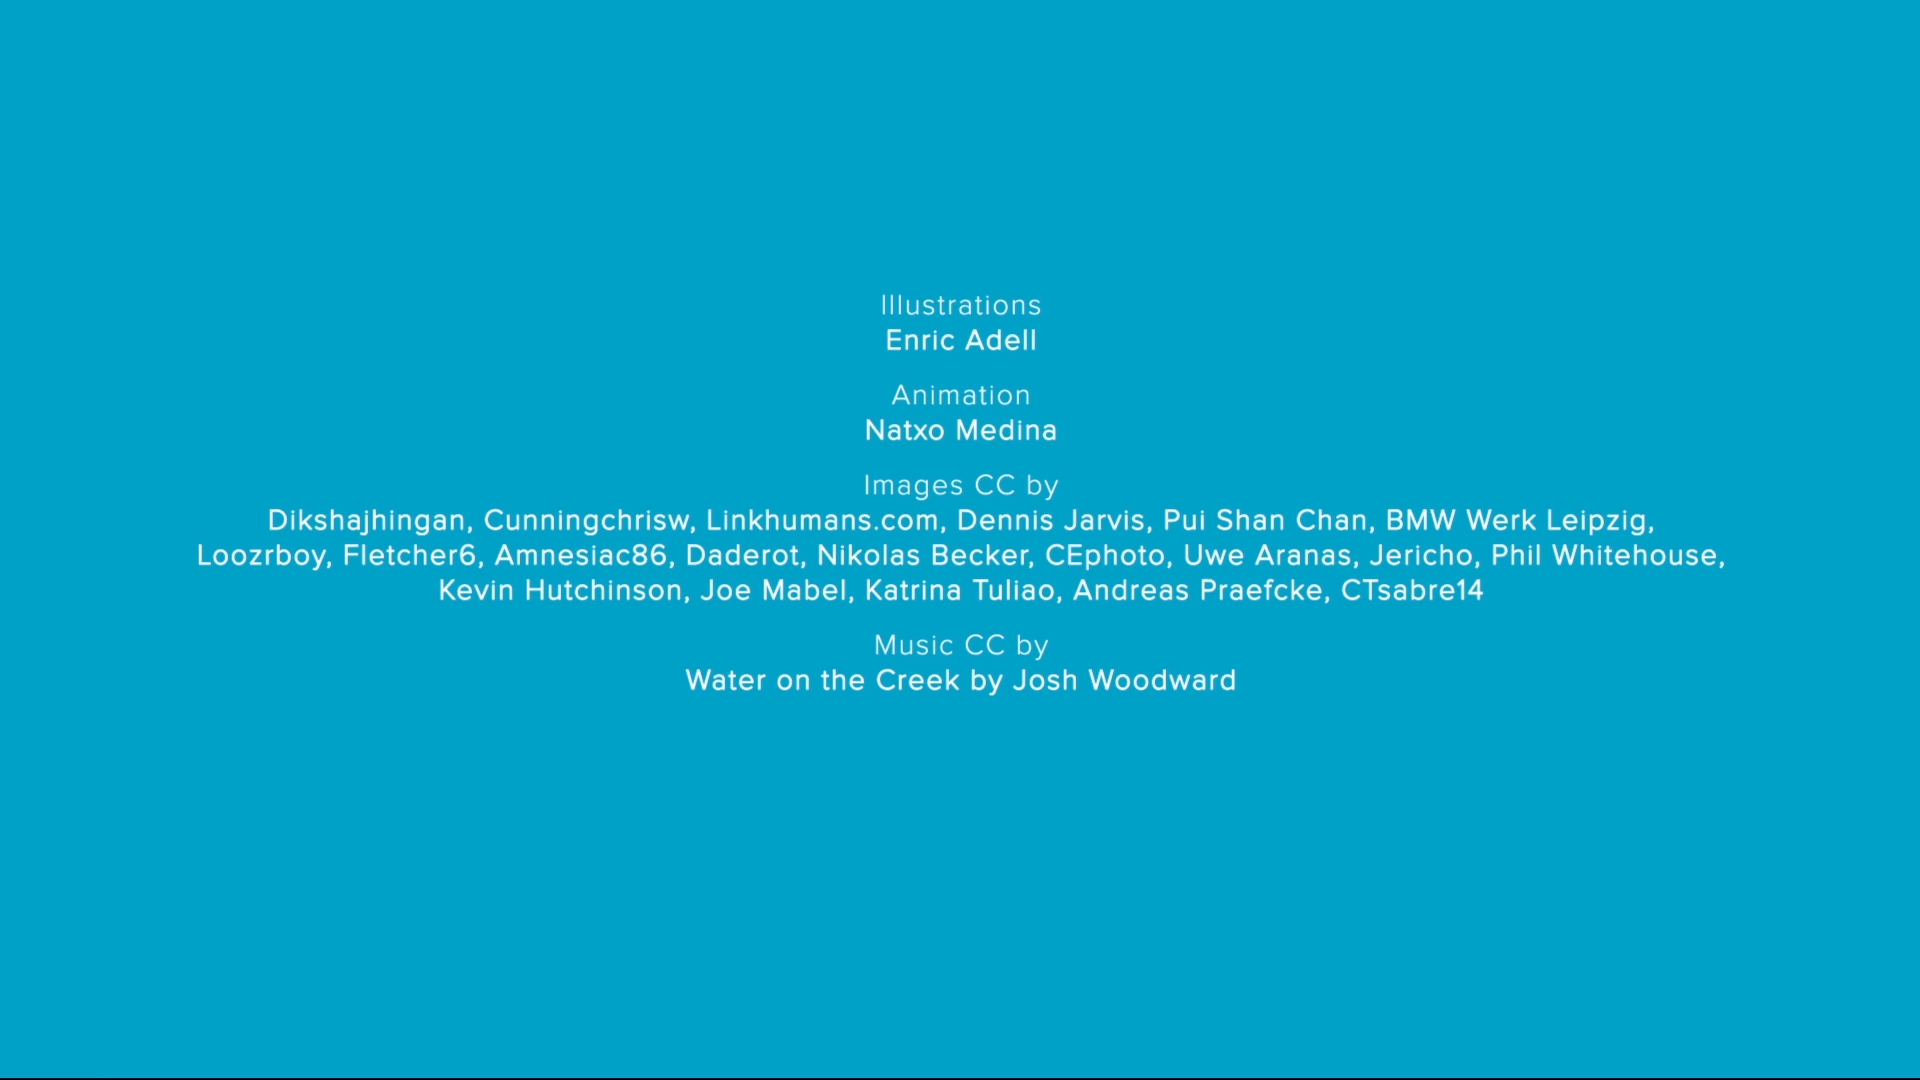 Illustrations
Enric Adell
Animation
Natxo Medina
Images CC by
Dikshajhingan, Cunningchrisw, Linkhumans.com, Dennis Jarvis, Pui Shan Chan, BMW Werk Leipzig,
Loozrboy, Fletcher6, Amnesiac86, Daderot, Nikolas Becker, CEphoto, Uwe Aranas, Jericho, Phil Whitehouse,
Kevin Hutchinson, Joe Mabel, Katrina Tuliao, Andreas Praefcke, CTsabre14
Music CC by
Water on the Creek by Josh Woodward